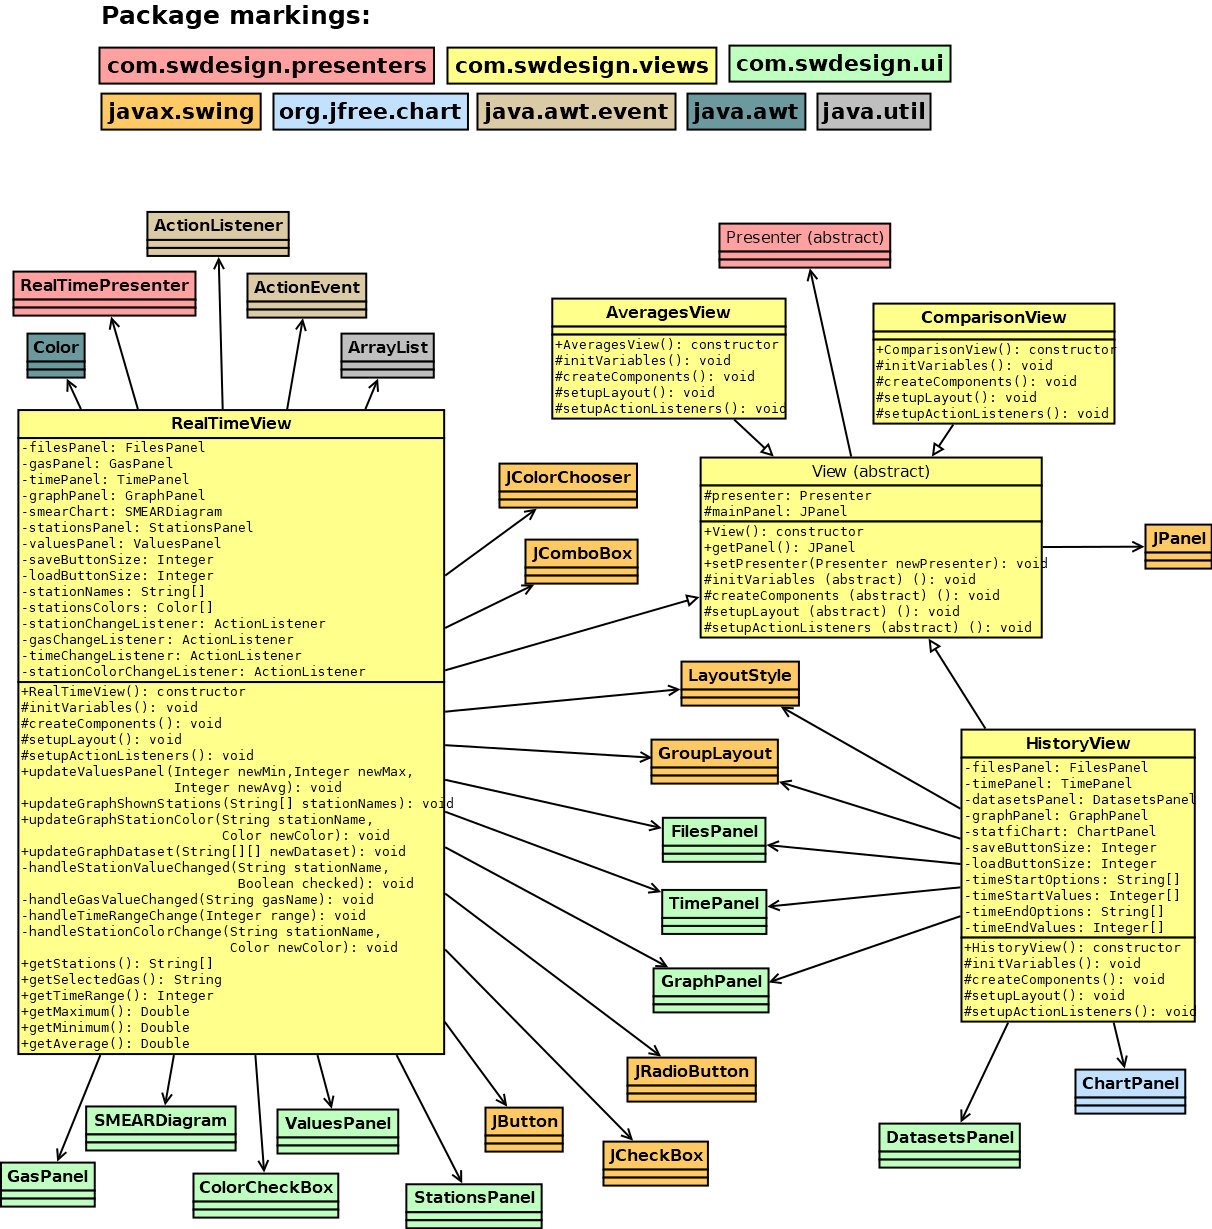 Package markings:
com.swdesign.presenters
com.swdesign.views
com.swdesign.ui
javax.swing
org.jfree.chart
java.awt.event
java.awt
java.util
ActionListener
RealTimePresenter
ActionEvent
Color
ArrayList
Presenter (abstract)
AveragesView
+AveragesView(): constructor
#initVariables(): void
#createComponents(): void
#setupLayout(): void
#setupActionListeners(): void
ComparisonView
+ComparisonView(): constructor
#initVariables(): void
#createComponents(): void
#setupLayout(): void
#setupActionListeners(): void
RealTimeView
-filesPanel: FilesPanel
-gasPanel: GasPanel
-timePanel: TimePanel
-graphPanel: GraphPanel
-smearChart: SMEARDiagram
-stationsPanel: StationsPanel
-valuesPanel: ValuesPanel
-saveButtonSize: Integer
-loadButtonSize: Integer
-stationNames: String[]
-stationsColors: Color[]
-stationChangeListener: ActionListener
-gasChangeListener: ActionListener
-timeChangeListener: ActionListener
-stationColorChangeListener: ActionListener
+RealTimeView(): constructor
#initVariables(): void
#createComponents(): void
#setupLayout(): void
#setupActionListeners(): void
+updateValuesPanel(Integer newMin,Integer newMax,
Integer newAvg): void
+updateGraphShownStations(String[] stationNames): void
+updateGraphStationColor(String stationName,
Color newColor): void
+updateGraphDataset(String[][] newDataset): void
-handleStationValueChanged(String stationName,
Boolean checked): void
-handleGasValueChanged(String gasName): void
-handleTimeRangeChange(Integer range): void
-handleStationColorChange(String stationName,
Color newColor): void
+getStations(): String[]
+getSelectedGas(): String
+getTimeRange(): Integer
+getMaximum(): Double
+getMinimum(): Double
+getAverage(): Double
JColorChooser
JComboBox
View (abstract)
#presenter: Presenter
#mainPanel: JPanel
+View(): constructor
+getPanel(): JPanel
+setPresenter(Presenter newPresenter): void
#initVariables (abstract) (): void
#createComponents (abstract) (): void
#setupLayout (abstract) (): void
#setupActionListeners (abstract) (): void
JPanel
LayoutStyle
GroupLayout
FilesPanel
TimePanel
GraphPanel
HistoryView
-filesPanel: FilesPanel
-timePanel: TimePanel
-datasetsPanel: DatasetsPanel
-graphPanel: GraphPanel
-statfiChart: ChartPanel
-saveButtonSize: Integer
-loadButtonSize: Integer
-timeStartOptions: String[]
-timeStartValues: Integer[]
-timeEndOptions: String[]
-timeEndValues: Integer[]
+HistoryView(): constructor
#initVariables(): void
#createComponents(): void
#setupLayout(): void
#setupActionListeners(): void
JRadioButton
ChartPanel
SMEARDiagram
ValuesPanel
JButton
DatasetsPanel
JCheckBox
GasPanel
ColorCheckBox
StationsPanel